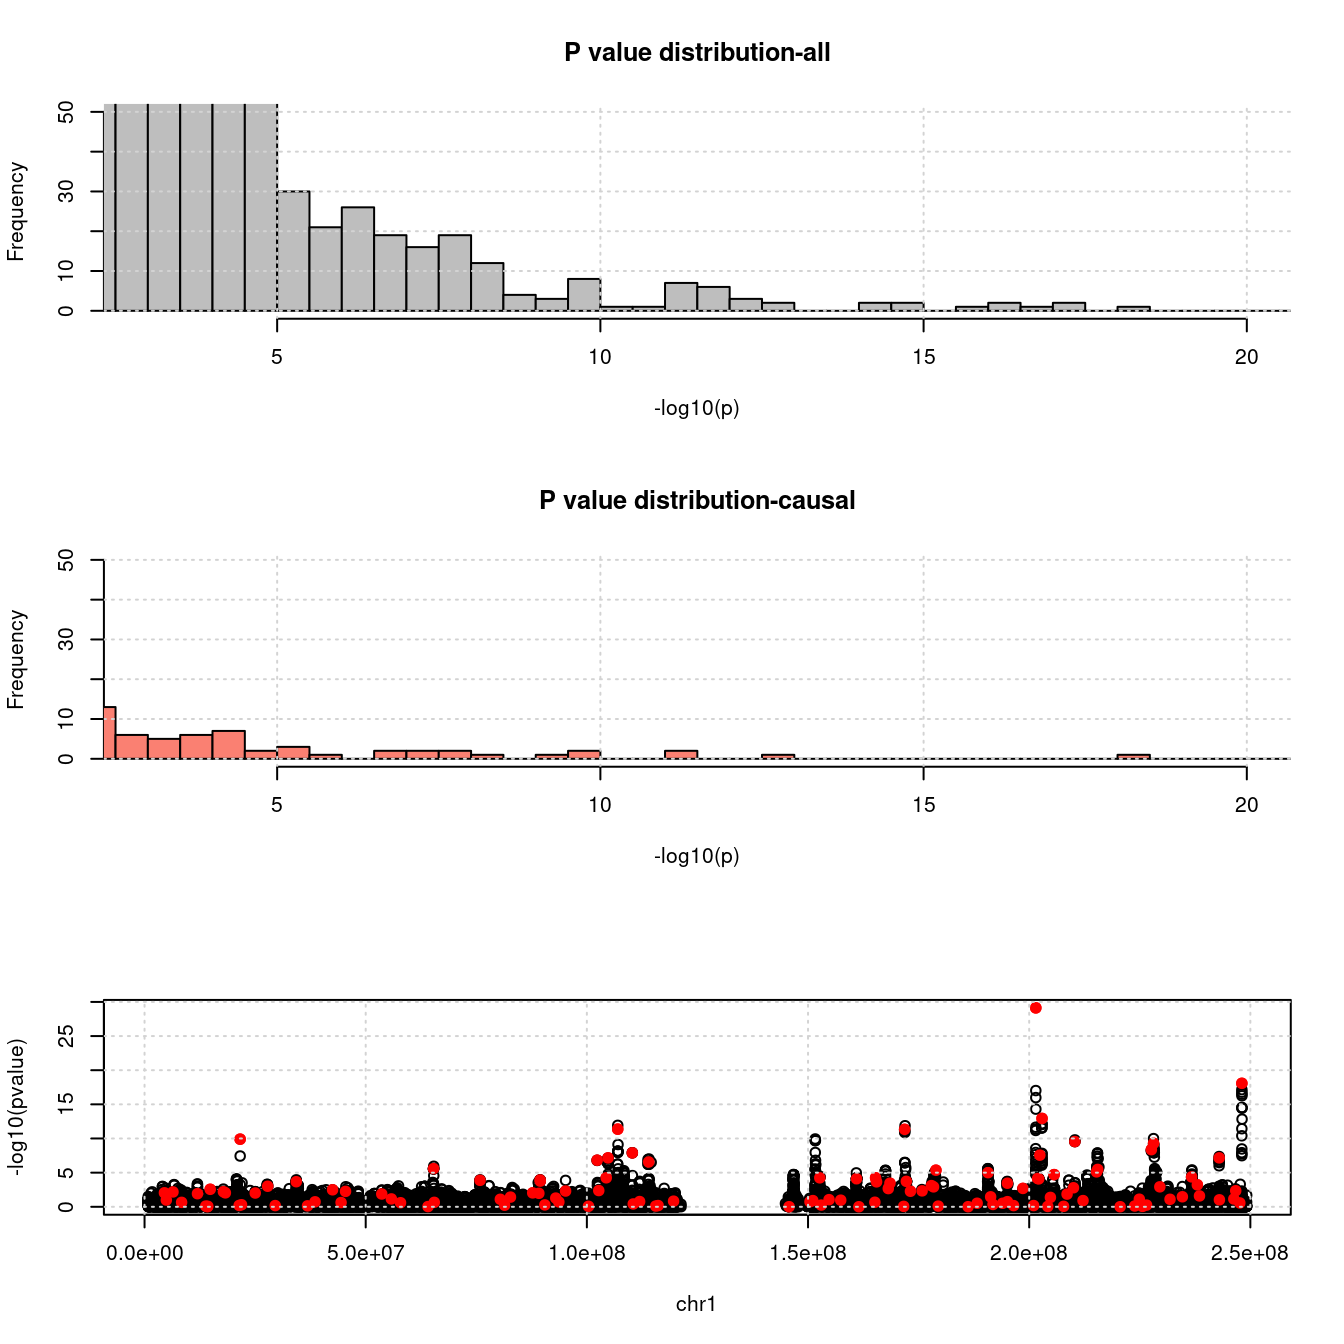 P value distribution-all
Frequency
50
30
10
0
5 10 15 20
-log10(p)
P value distribution-causal
Frequency
50
30
10
0
5 10 15 20
-log10(p)
-log10(pvalue)
25
15
5
0
0.0e+00 5.0e+07 1.0e+08 1.5e+08 2.0e+08 2.5e+08
chr1